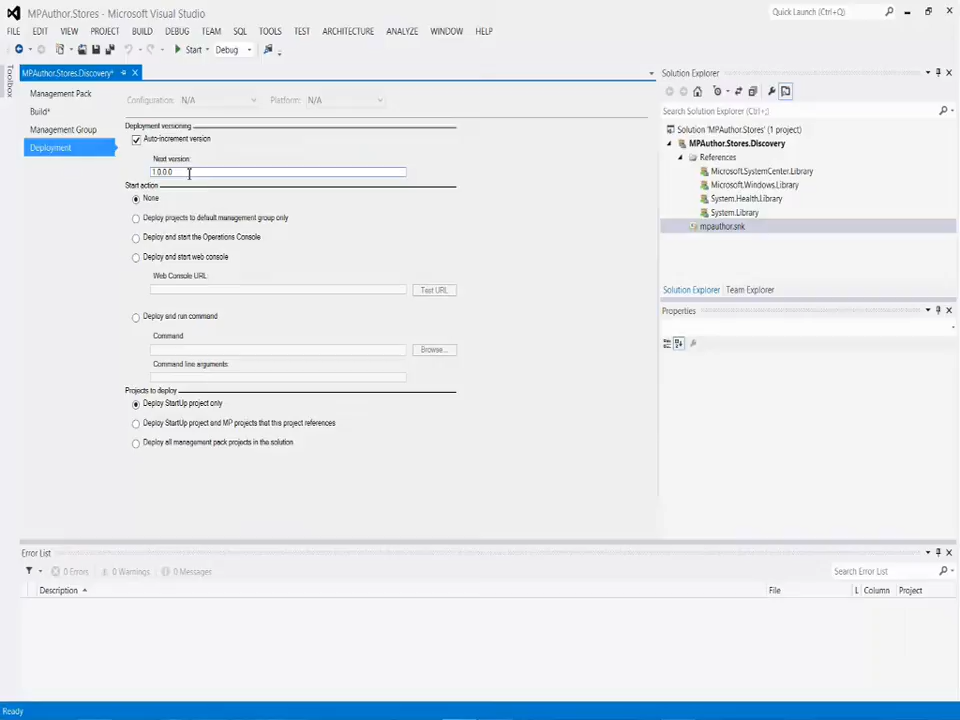 MPAuthor.Stores - Microsoft Visual Studio
Quick Launch (Ctrl+Q)
FILE EDIT VIEW PROJECT BUILD DEBUG TEAM SQL TOOLS TEST ARCHITECTURE ANALYZE WINDOW HELP
Start Debug
Toolbox
MPAuthor.Stores.Discovery*
Management Pack
Build*
Management Group
Deployment
Configuration: N/A Platform: N/A
Deployment versioning
Auto-increment version
Next version:
1.0.0.0
Start action
None
Deploy projects to default management group only
Deploy and start the Operations Console
Deploy and start web console
Web Console URL:
Test URL
Deploy and run command
Command
Browse...
Command line arguments:
Projects to deploy
Deploy StartUp project only
Deploy StartUp project and MP projects that this project references
Deploy all management pack projects in the solution
Solution Explorer
Search Solution Explorer (Ctrl+;)
Solution 'MPAuthor.Stores' (1 project)
MPAuthor.Stores.Discovery
References
Microsoft.SystemCenter.Library
Microsoft.Windows.Library
System.Health.Library
System.Library
mpauthor.snk
Solution Explorer Team Explorer
Properties
Error List
0 Errors 0 Warnings 0 Messages
Search Error List
Description File L Column Project
Ready